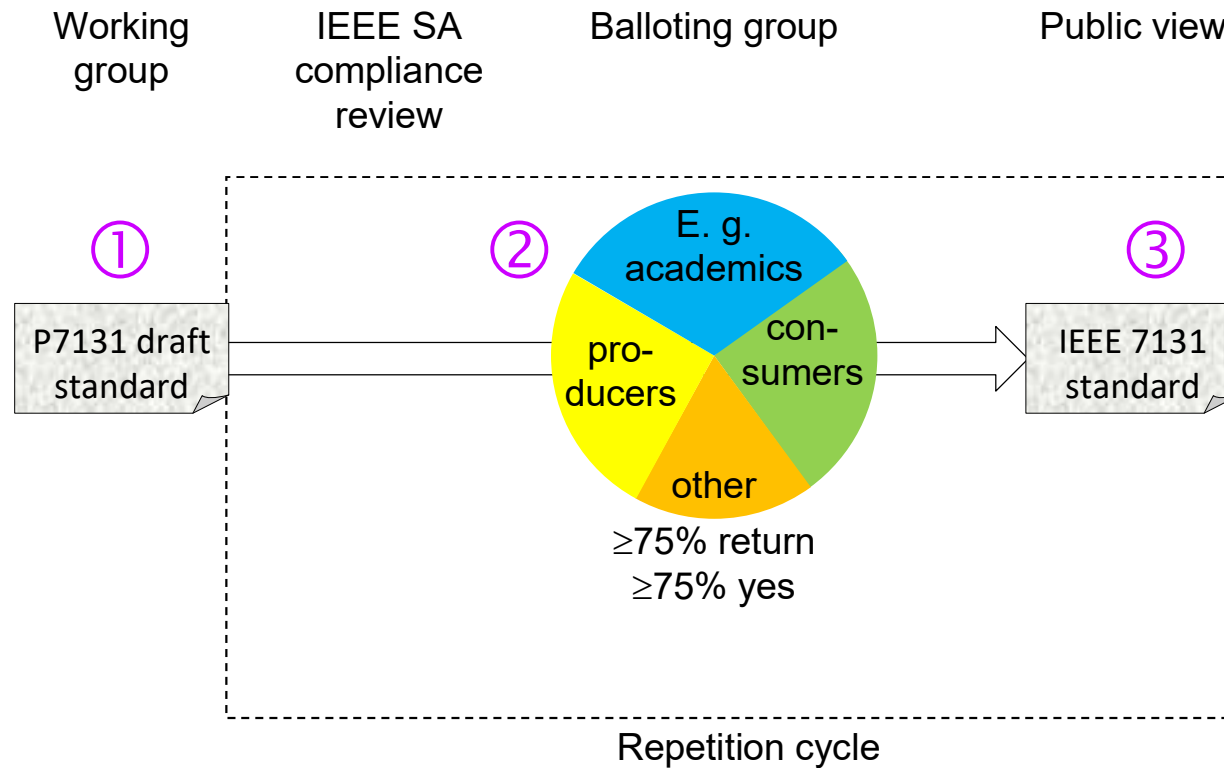 Working
group
IEEE SA
compliance
review
Balloting group
Public view
①
②
③
P7131 draft
standard
E. g.
academics
pro-
ducers
con-
sumers
other
IEEE 7131
standard
≥75% return
≥75% yes
Repetition cycle